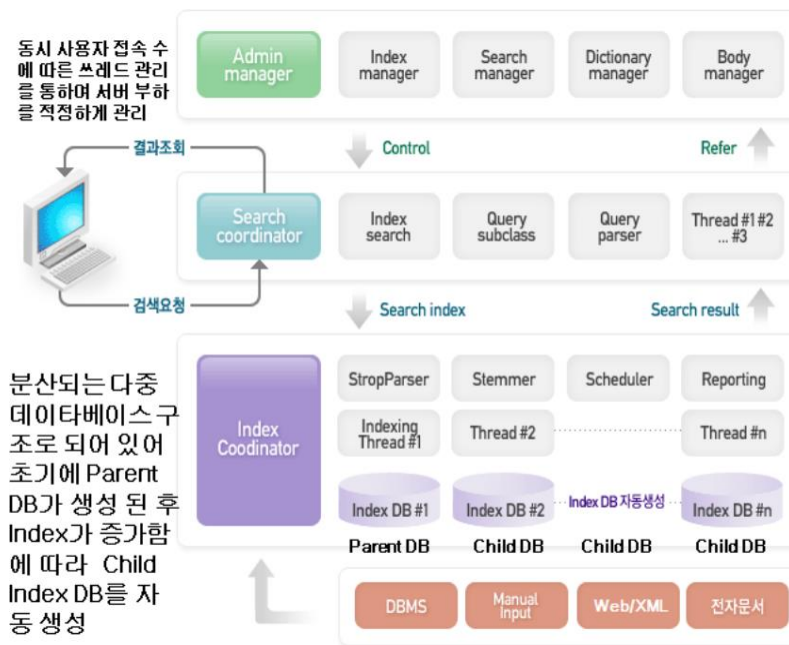 동시 사용자 접속 수
에 따른 쓰레드 관리
를 통하며 서버 부하
를 적정하게 관리
Admin
manager
Index
manager
Search
manager
Dictionary
manager
Body
manager
결과조회
Control
Refer
Search
coordinator
Index
search
Query
subclass
Query
parser
Thread #1 #2
... #3
검색요청
Search index
Search result
분산되는 다중
데이타베이스 구
조로 되어 있어
초기에 Parent
DB가 생성 된 후
Index가 증가함
에 따라 Child
Index DB를 자
동 생성
Index
Coodinator
StropParser
Stemmer
Scheduler
Reporting
Indexing
Thread #1
Thread #2
Thread #n
Index DB #1
Index DB #2
Index DB 자동생성
Index DB #n
Parent DB
Child DB
Child DB
Child DB
DBMS
Manual
Input
Web/XML
전자문서